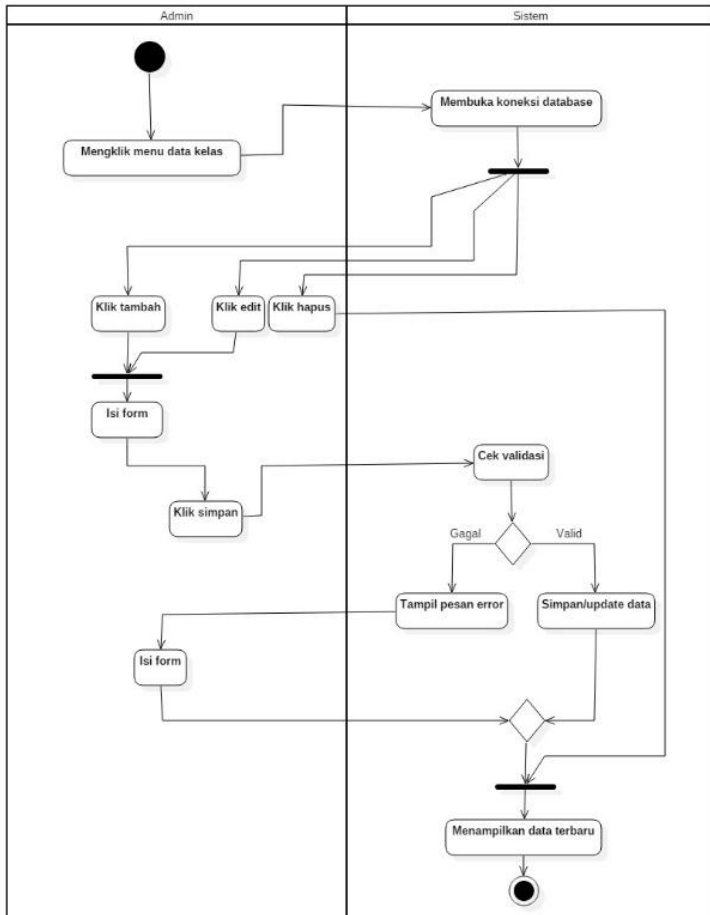 Admin
Sistem
Membuka koneksi database
Mengklik menu data kelas
Klik tambah
Klik edit
Klik hapus
Isi form
Cek validasi
Klik simpan
Gagal
Valid
Tampil pesan error
Simpan/update data
Isi form
Menampilkan data terbaru